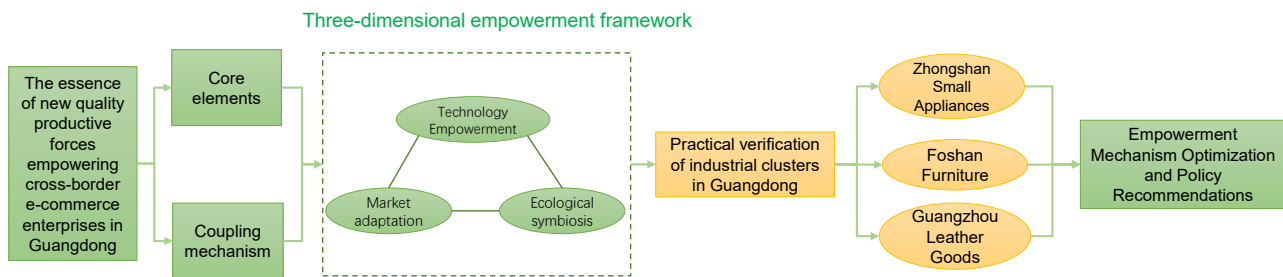 Three-dimensional empowerment framework
The essence
of new quality
productive
forces
empowering
cross-border
e-commerce
enterprises in
Guangdong
Core
elements
Coupling
mechanism
Technology
Empowerment
Market
adaptation
Ecological
symbiosis
Practical verification
of industrial clusters
in Guangdong
Zhongshan
Small
Appliances
Foshan
Furniture
Guangzhou
Leather
Goods
Empowerment
Mechanism Optimization
and Policy
Recommendations